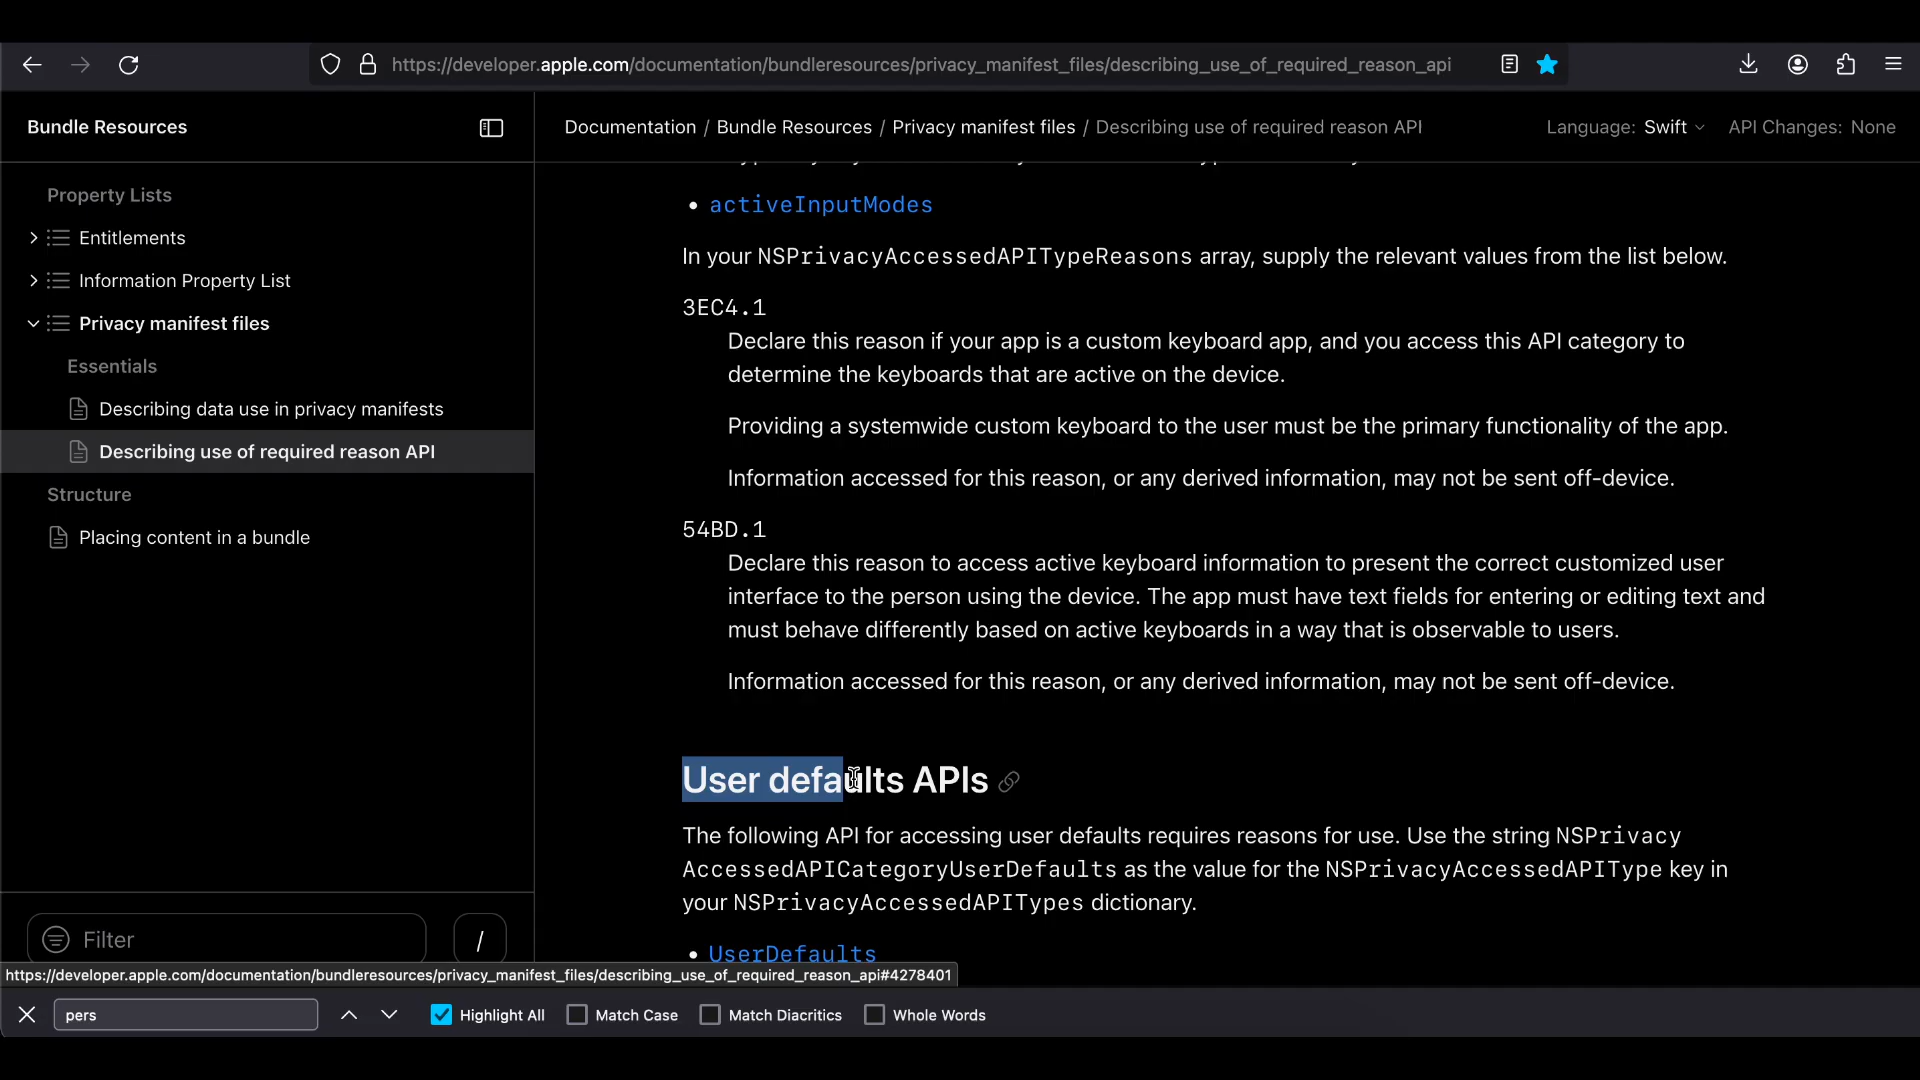 https://developer.apple.com/documentation/bundleresources/privacy_manifest_files/describing_use_of_required_reason_api
Bundle Resources
Documentation / Bundle Resources / Privacy manifest files / Describing use of required reason API
Language: Swift
API Changes: None
Property Lists
Entitlements
Information Property List
Privacy manifest files
Essentials
Describing data use in privacy manifests
Describing use of required reason API
Structure
Placing content in a bundle
Filter
/
• activeInputModes
In your NSPrivacyAccessedAPITypeReasons array, supply the relevant values from the list below.
3EC4.1
Declare this reason if your app is a custom keyboard app, and you access this API category to
determine the keyboards that are active on the device.
Providing a systemwide custom keyboard to the user must be the primary functionality of the app.
Information accessed for this reason, or any derived information, may not be sent off-device.
54BD.1
Declare this reason to access active keyboard information to present the correct customized user
interface to the person using the device. The app must have text fields for entering or editing text and
must behave differently based on active keyboards in a way that is observable to users.
Information accessed for this reason, or any derived information, may not be sent off-device.
User defaults APIs
The following API for accessing user defaults requires reasons for use. Use the string NSPrivacy
AccessedAPICategoryUserDefaults as the value for the NSPrivacyAccessedAPIType key in
your NSPrivacyAccessedAPITypes dictionary.
• UserDefaults
https://developer.apple.com/documentation/bundleresources/privacy_manifest_files/describing_use_of_required_reason_api#4278401
pers
Highlight All
Match Case
Match Diacritics
Whole Words